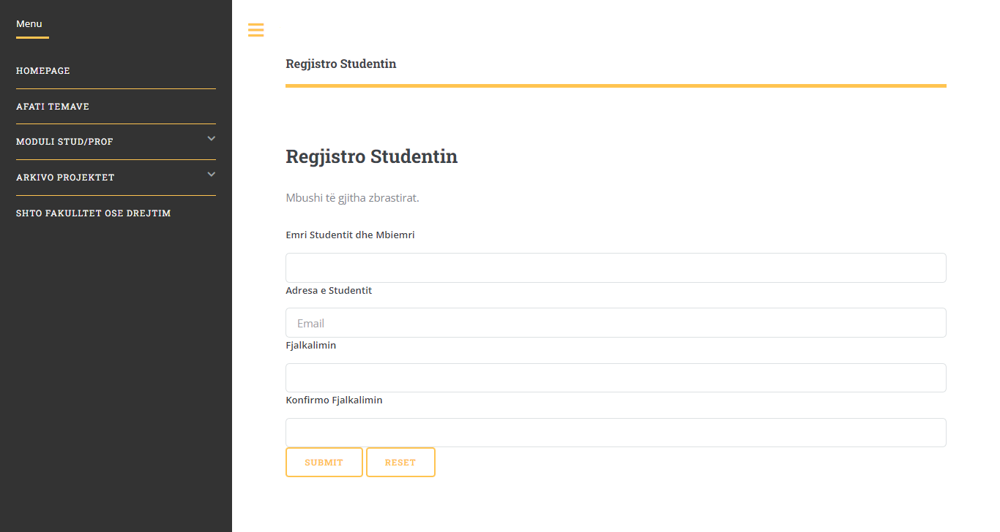 Menu
HOMEPAGE
AFATI TEMAVE
MODULI STUD/PROF
ARKIVO PROJEKTET
SHTO FAKULLTET OSE DREJTIM
Regjistro Studentin
Regjistro Studentin
Mbushi të gjitha zbrastirat.
Emri Studentit dhe Mbiemri
Adresa e Studentit
Email
Fjalkalimin
Konfirmo Fjalkalimin
SUBMIT RESET